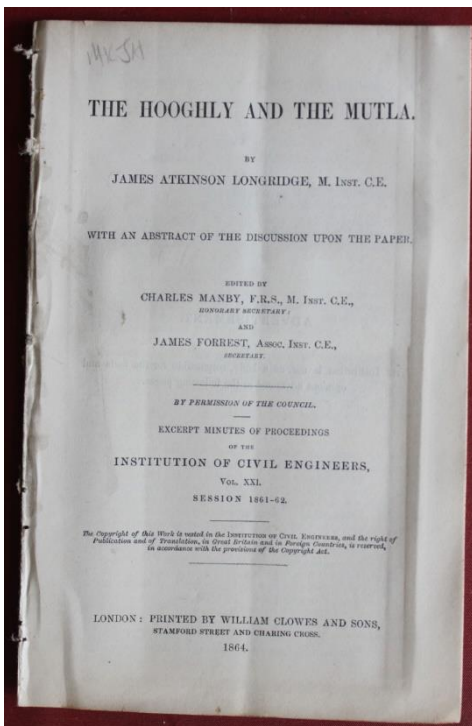 THE HOOGHLY AND THE MUTLA.
BY
JAMES ATKINSON LONGRIDGE, M. INST. C.E.
WITH AN ABSTRACT OF THE DISCUSSION UPON THE PAPER.
EDITED BY
CHARLES MANBY, F.R.S., M. INST. C.E.,
HONORARY SECRETARY:
AND
JAMES FORREST, ASSOC. INST. C.E.,
SECRETARY.
BY PERMISSION OF THE COUNCIL.
EXCERPT MINUTES OF PROCEEDINGS
OF THE
INSTITUTION OF CIVIL ENGINEERS,
VOL. XXI.
SESSION 1861-62.
The Copyright of this Work is vested in the INSTITUTION OF CIVIL ENGINEERS, and the right of
Publication and of Translation, in Great Britain and in Foreign Countries, is reserved,
in accordance with the provisions of the Copyright Act.
LONDON: PRINTED BY WILLIAM CLOWES AND SONS,
STAMFORD STREET AND CHARING CROSS.
1864.